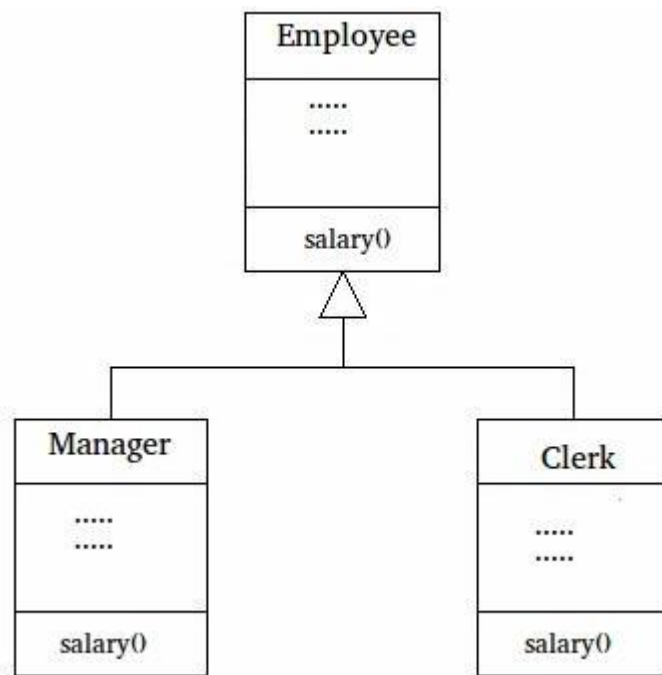 Employee
.....
.....
salary()
Manager
.....
.....
salary()
Clerk
.....
.....
salary()